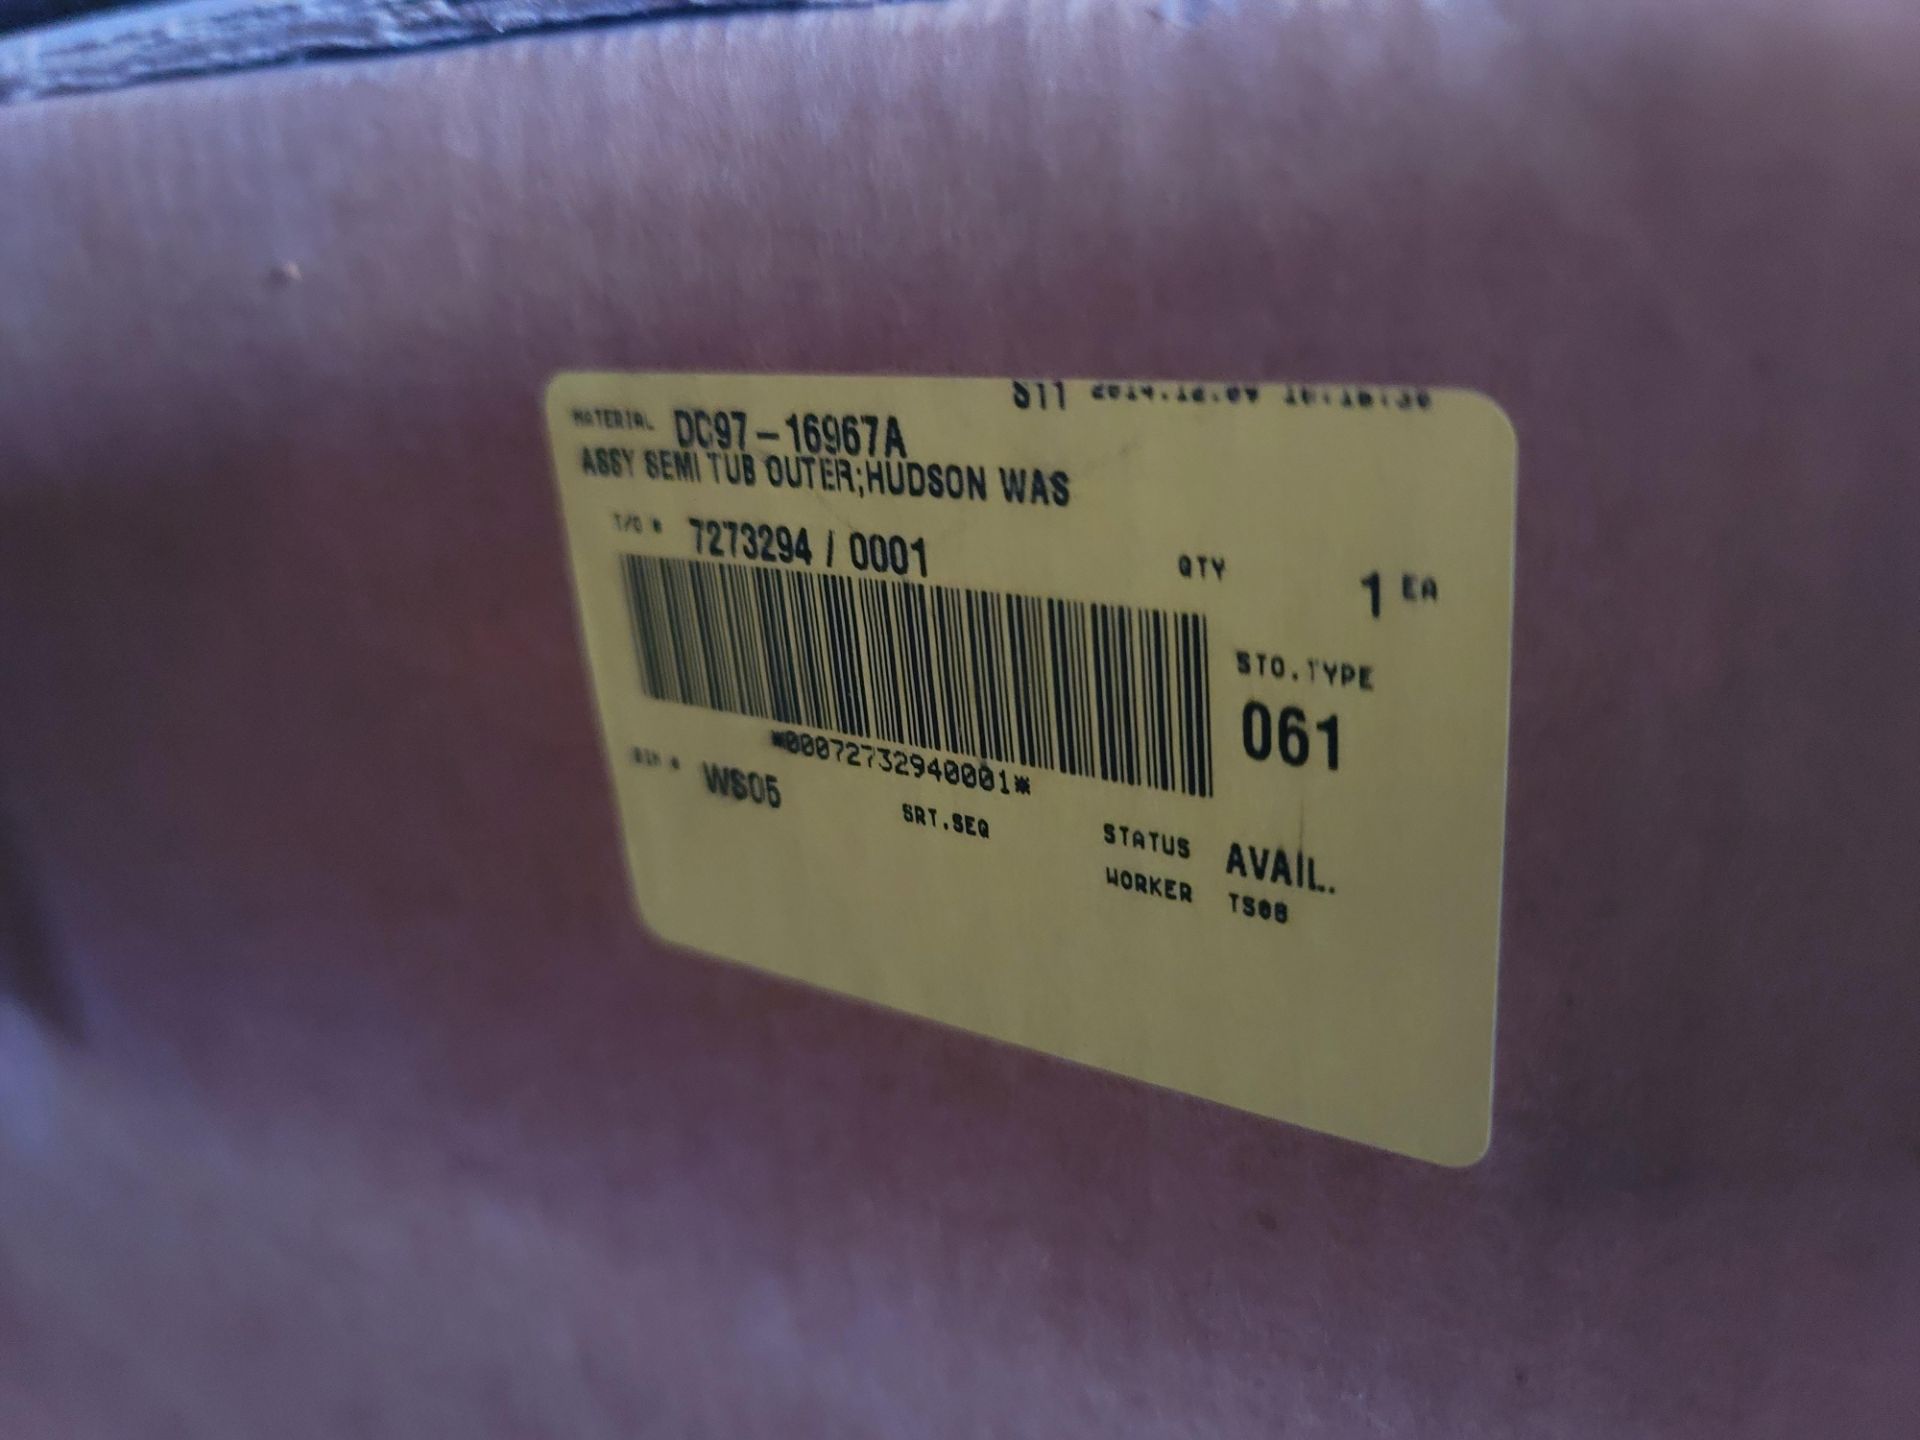 S11
MATERIAL DC97-16967A
ASSY SEMI TUB OUTER;HUDSON WAS
T/O # 7273294 / 0001
QTY 1 EA
*00072732940001*
STO.TYPE
061
BIN # WS05
SRT.SEQ
STATUS AVAIL.
WORKER TS08